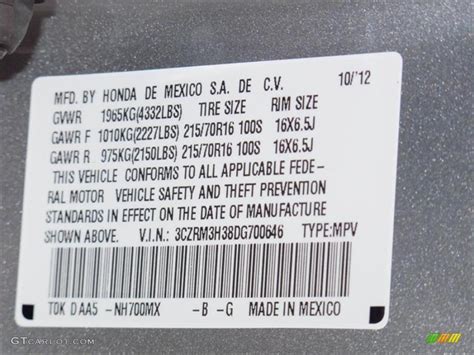 MFD. BY HONDA DE MEXICO S.A. DE C.V. 10/12
GVWR 1965KG(4332LBS) TIRE SIZE RIM SIZE
GAWR F 1010KG(2227LBS) 215/70R16 100S 16X6.5J
GAWR R 975KG(2150LBS) 215/70R16 100S 16X6.5J
THIS VEHICLE CONFORMS TO ALL APPLICABLE FEDE-
RAL MOTOR VEHICLE SAFETY AND THEFT PREVENTION
STANDARDS IN EFFECT ON THE DATE OF MANUFACTURE
SHOWN ABOVE. V.I.N.: 3CZRM3H38DG700646 TYPE:MPV
T0K D AA5 -NH700MX -B -G MADE IN MEXICO
GTCARLOT.COM